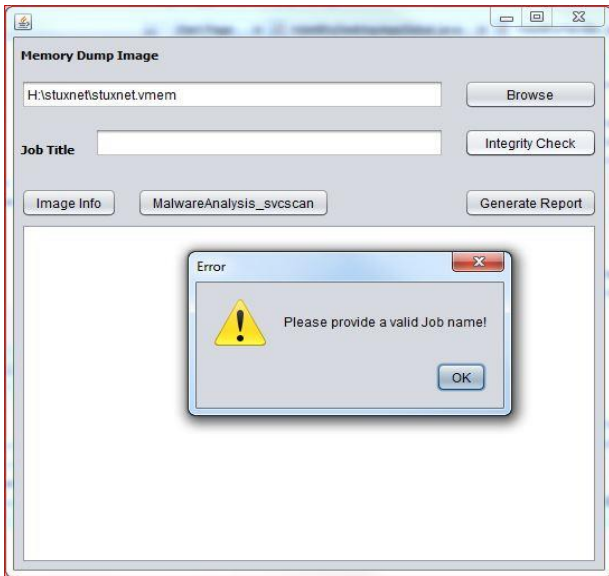 Memory Dump Image
H:\stuxnet\stuxnet.vmem
Browse
Job Title
Integrity Check
Image Info
MalwareAnalysis_svcscan
Generate Report
Error
Please provide a valid Job name!
OK